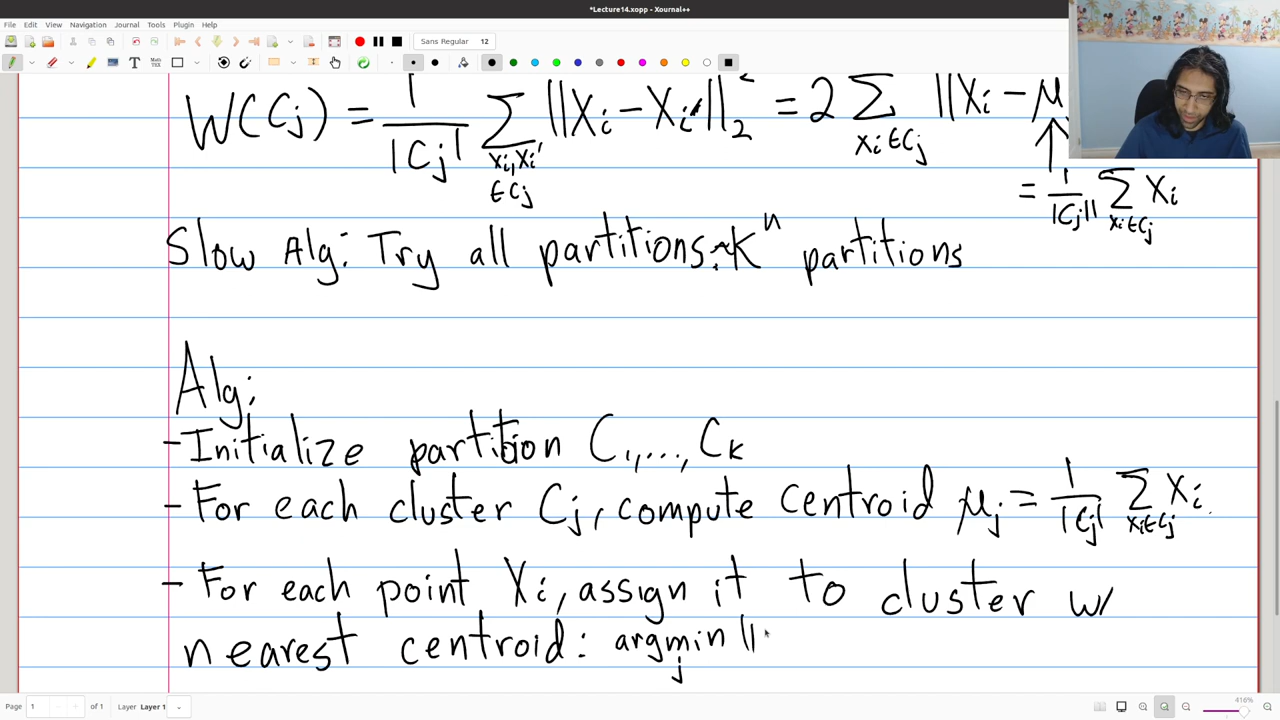 *Lecture14.xopp - Xournal++
File Edit View Navigation Journal Tools Plugin Help
Sans Regular 12
W(Cj) = 1/|Cj| Σ xi,xi' ∈Cj ||Xi - Xi'||₂² = 2 Σ xi∈Cj ||Xi - μ
= 1/|Cj| Σ xi∈Cj Xi
Slow Alg: Try all partitions: ~K^n partitions
Alg:
- Initialize partition C1,..., CK
- For each cluster Cj, compute centroid μj = 1/|Cj| Σ xi∈Cj Xi.
- For each point Xi, assign it to cluster w/
nearest centroid: argmin j ||
Page 1 of 1 Layer Layer 1 416%